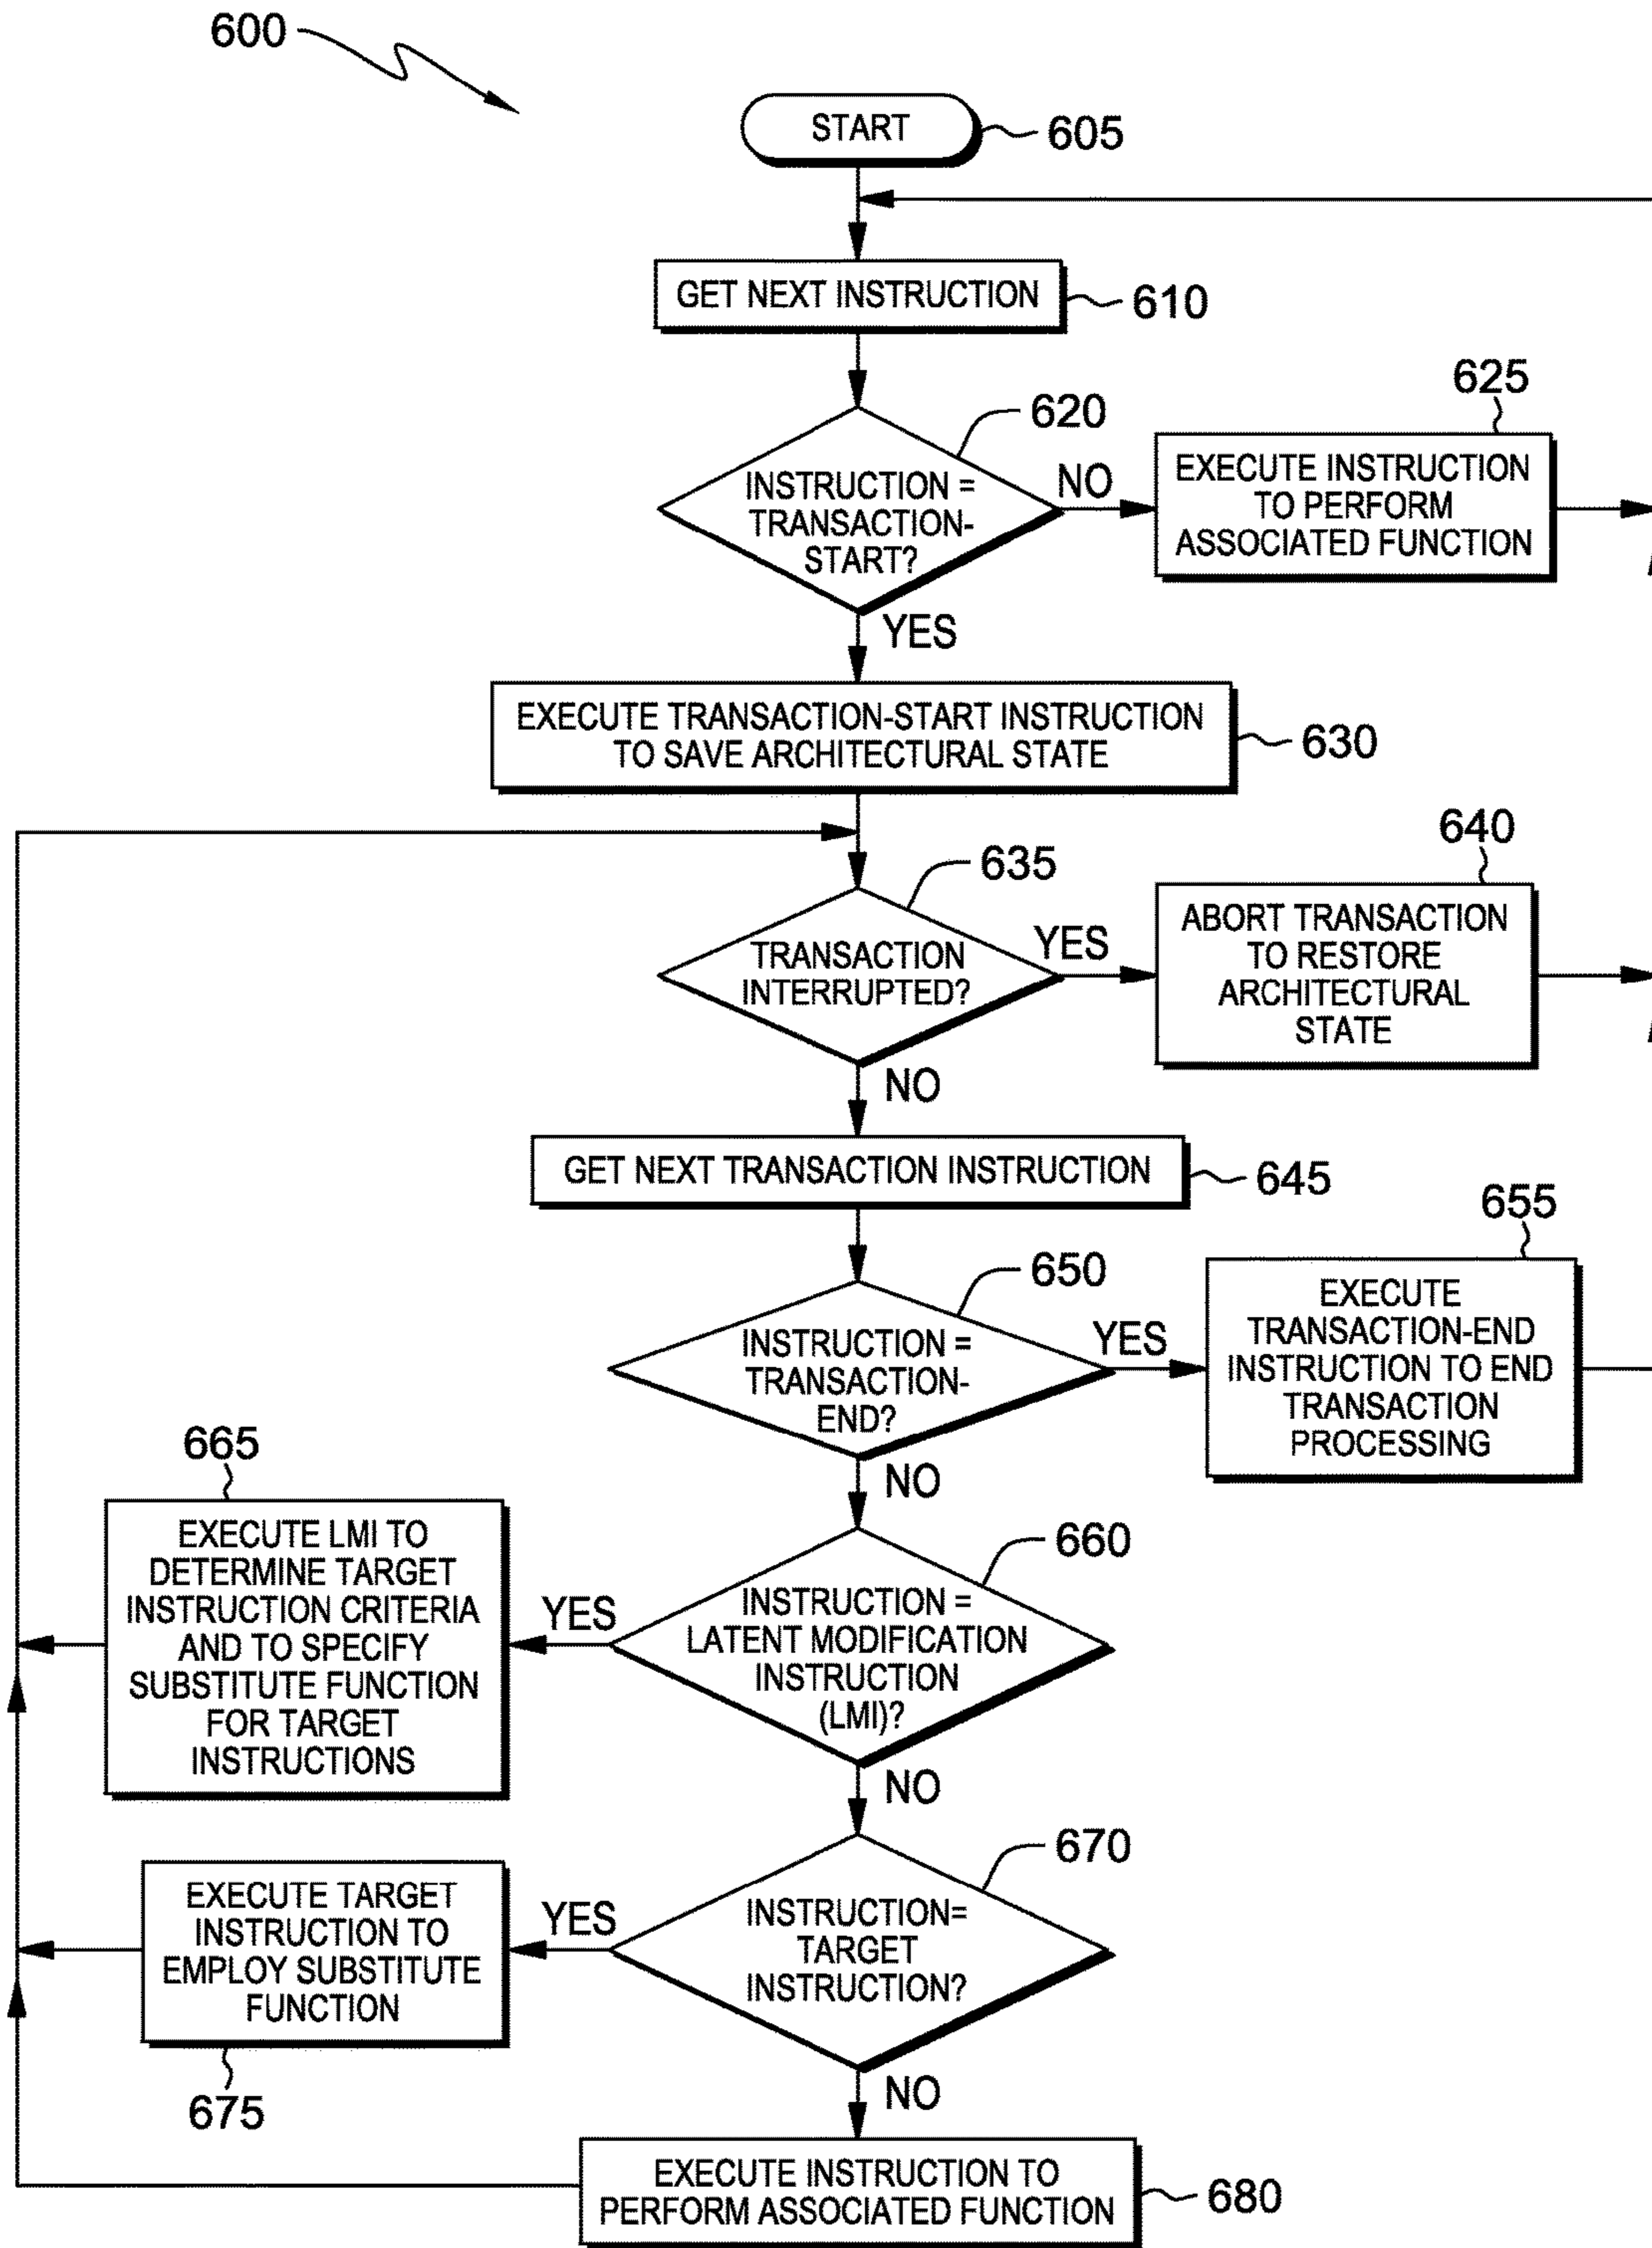 600
START
605
GET NEXT INSTRUCTION
610
620
INSTRUCTION =
TRANSACTION-
START?
NO
625
EXECUTE INSTRUCTION
TO PERFORM
ASSOCIATED FUNCTION
YES
EXECUTE TRANSACTION-START INSTRUCTION
TO SAVE ARCHITECTURAL STATE
630
635
TRANSACTION
INTERRUPTED?
YES
640
ABORT TRANSACTION
TO RESTORE
ARCHITECTURAL
STATE
NO
GET NEXT TRANSACTION INSTRUCTION
645
650
INSTRUCTION =
TRANSACTION-
END?
YES
655
EXECUTE
TRANSACTION-END
INSTRUCTION TO END
TRANSACTION
PROCESSING
NO
660
INSTRUCTION =
LATENT MODIFICATION
INSTRUCTION
(LMI)?
YES
665
EXECUTE LMI TO
DETERMINE TARGET
INSTRUCTION CRITERIA
AND TO SPECIFY
SUBSTITUTE FUNCTION
FOR TARGET
INSTRUCTIONS
NO
670
INSTRUCTION=
TARGET
INSTRUCTION?
YES
EXECUTE TARGET
INSTRUCTION TO
EMPLOY SUBSTITUTE
FUNCTION
675
NO
EXECUTE INSTRUCTION TO
PERFORM ASSOCIATED FUNCTION
680